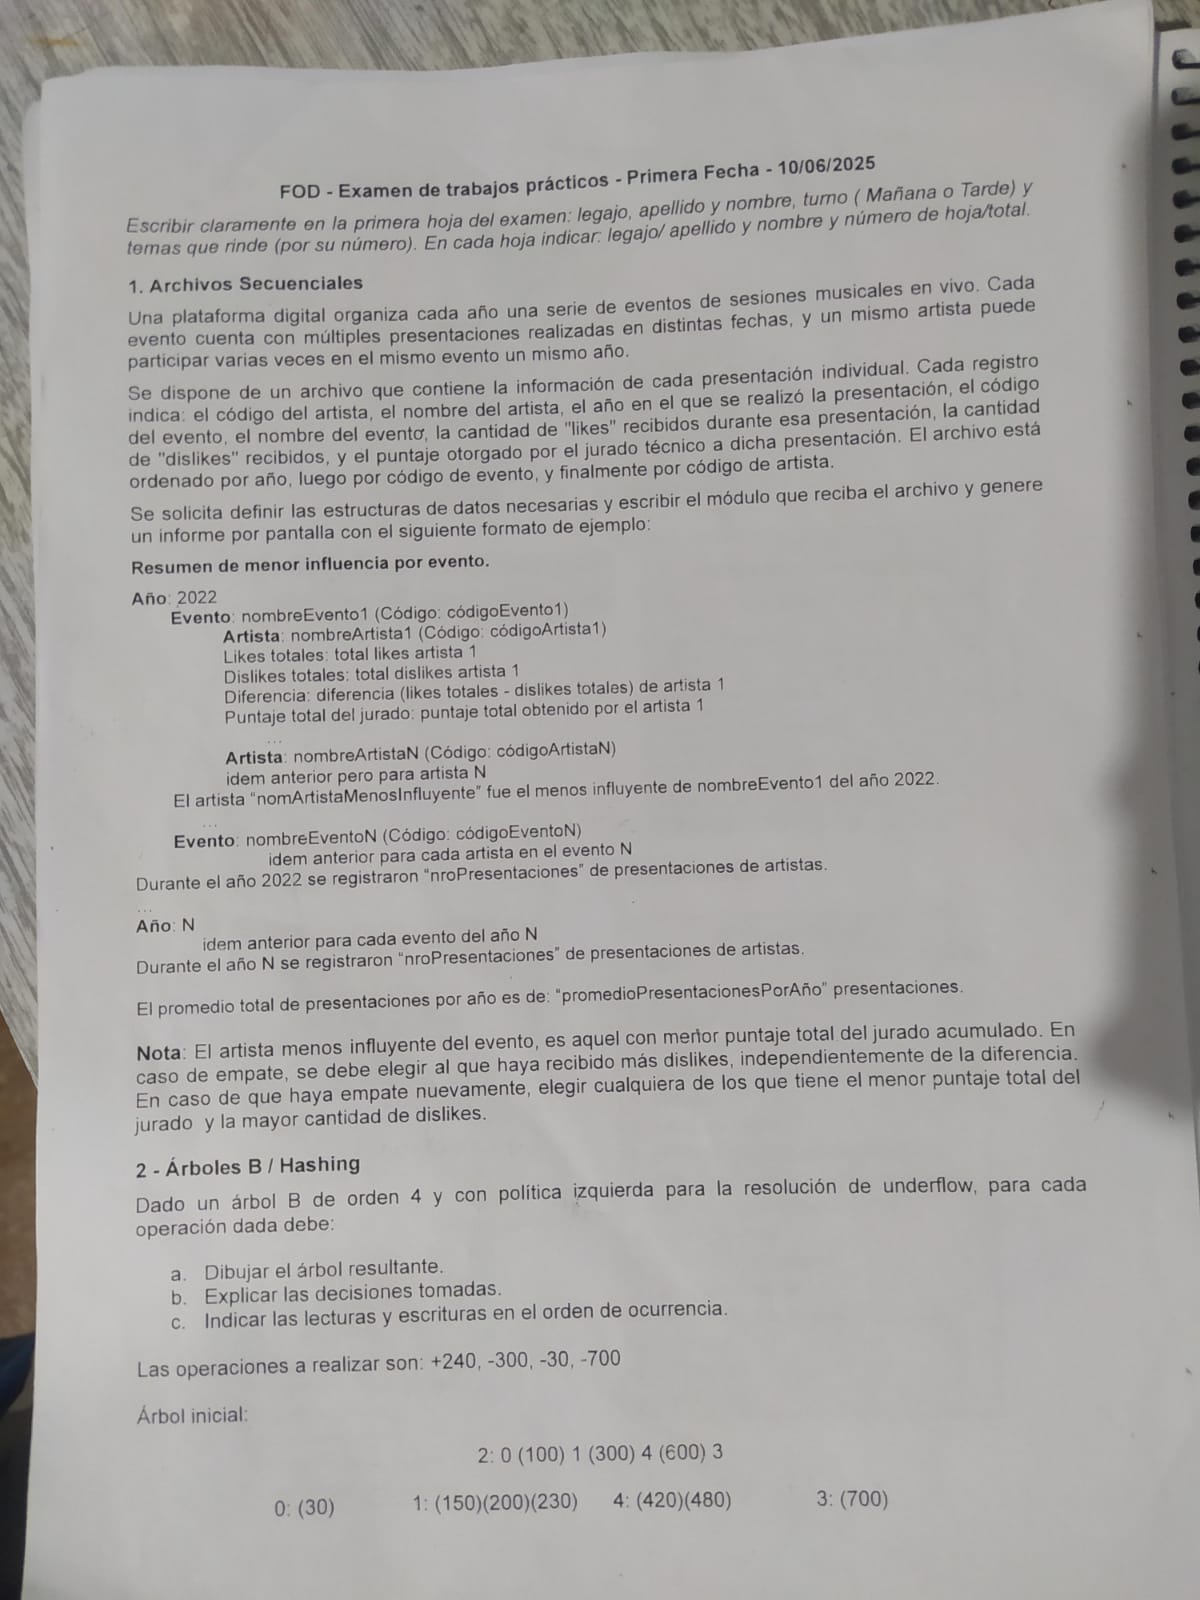 FOD - Examen de trabajos prácticos - Primera Fecha - 10/06/2025
Escribir claramente en la primera hoja del examen: legajo, apellido y nombre, turno ( Mañana o Tarde) y
temas que rinde (por su número). En cada hoja indicar: legajo/ apellido y nombre y número de hoja/total.
1. Archivos Secuenciales
Una plataforma digital organiza cada año una serie de eventos de sesiones musicales en vivo. Cada
evento cuenta con múltiples presentaciones realizadas en distintas fechas, y un mismo artista puede
participar varias veces en el mismo evento un mismo año.
Se dispone de un archivo que contiene la información de cada presentación individual. Cada registro
indica: el código del artista, el nombre del artista, el año en el que se realizó la presentación, el código
del evento, el nombre del evento, la cantidad de "likes" recibidos durante esa presentación, la cantidad
de "dislikes" recibidos, y el puntaje otorgado por el jurado técnico a dicha presentación. El archivo está
ordenado por año, luego por código de evento, y finalmente por código de artista.
Se solicita definir las estructuras de datos necesarias y escribir el módulo que reciba el archivo y genere
un informe por pantalla con el siguiente formato de ejemplo:
Resumen de menor influencia por evento.
Año: 2022
Evento: nombreEvento1 (Código: códigoEvento1)
Artista: nombreArtista1 (Código: códigoArtista1)
Likes totales: total likes artista 1
Dislikes totales: total dislikes artista 1
Diferencia: diferencia (likes totales - dislikes totales) de artista 1
Puntaje total del jurado: puntaje total obtenido por el artista 1
...
Artista: nombreArtistaN (Código: códigoArtistaN)
idem anterior pero para artista N
El artista “nomArtistaMenosInfluyente” fue el menos influyente de nombreEvento1 del año 2022.
...
Evento: nombreEventoN (Código: códigoEventoN)
idem anterior para cada artista en el evento N
Durante el año 2022 se registraron “nroPresentaciones” de presentaciones de artistas.
...
Año: N
idem anterior para cada evento del año N
Durante el año N se registraron “nroPresentaciones” de presentaciones de artistas.
El promedio total de presentaciones por año es de: “promedioPresentacionesPorAño” presentaciones.
Nota: El artista menos influyente del evento, es aquel con menor puntaje total del jurado acumulado. En
caso de empate, se debe elegir al que haya recibido más dislikes, independientemente de la diferencia.
En caso de que haya empate nuevamente, elegir cualquiera de los que tiene el menor puntaje total del
jurado y la mayor cantidad de dislikes.
2 - Árboles B / Hashing
Dado un árbol B de orden 4 y con política izquierda para la resolución de underflow, para cada
operación dada debe:
a. Dibujar el árbol resultante.
b. Explicar las decisiones tomadas.
c. Indicar las lecturas y escrituras en el orden de ocurrencia.
Las operaciones a realizar son: +240, -300, -30, -700
Árbol inicial:
2: 0 (100) 1 (300) 4 (600) 3
0: (30) 1: (150)(200)(230) 4: (420)(480) 3: (700)